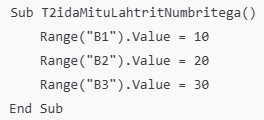 Sub T2idaMituLahtritNumbritega()
    Range("B1").Value = 10
    Range("B2").Value = 20
    Range("B3").Value = 30
End Sub